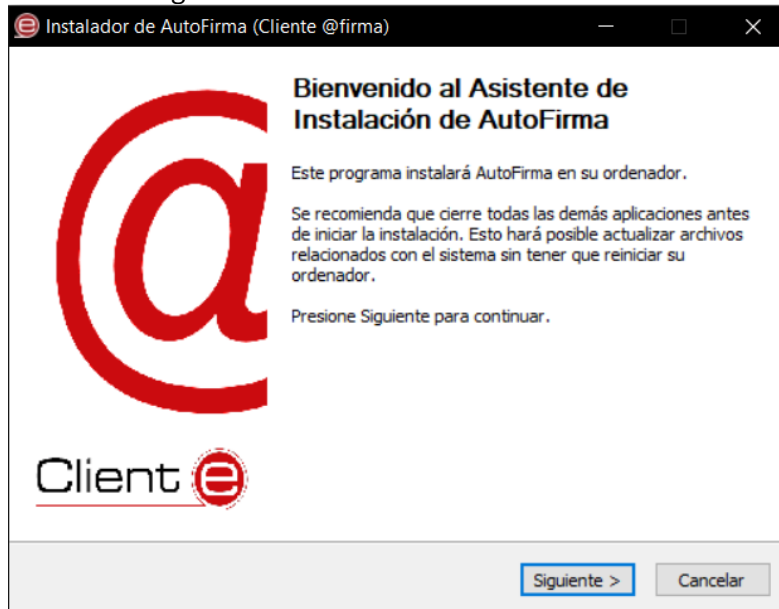 Instalador de AutoFirma (Cliente @firma)
Bienvenido al Asistente de
Instalación de AutoFirma
Este programa instalará AutoFirma en su ordenador.
Se recomienda que cierre todas las demás aplicaciones antes
de iniciar la instalación. Esto hará posible actualizar archivos
relacionados con el sistema sin tener que reiniciar su
ordenador.
Presione Siguiente para continuar.
@
Client e
Siguiente >
Cancelar